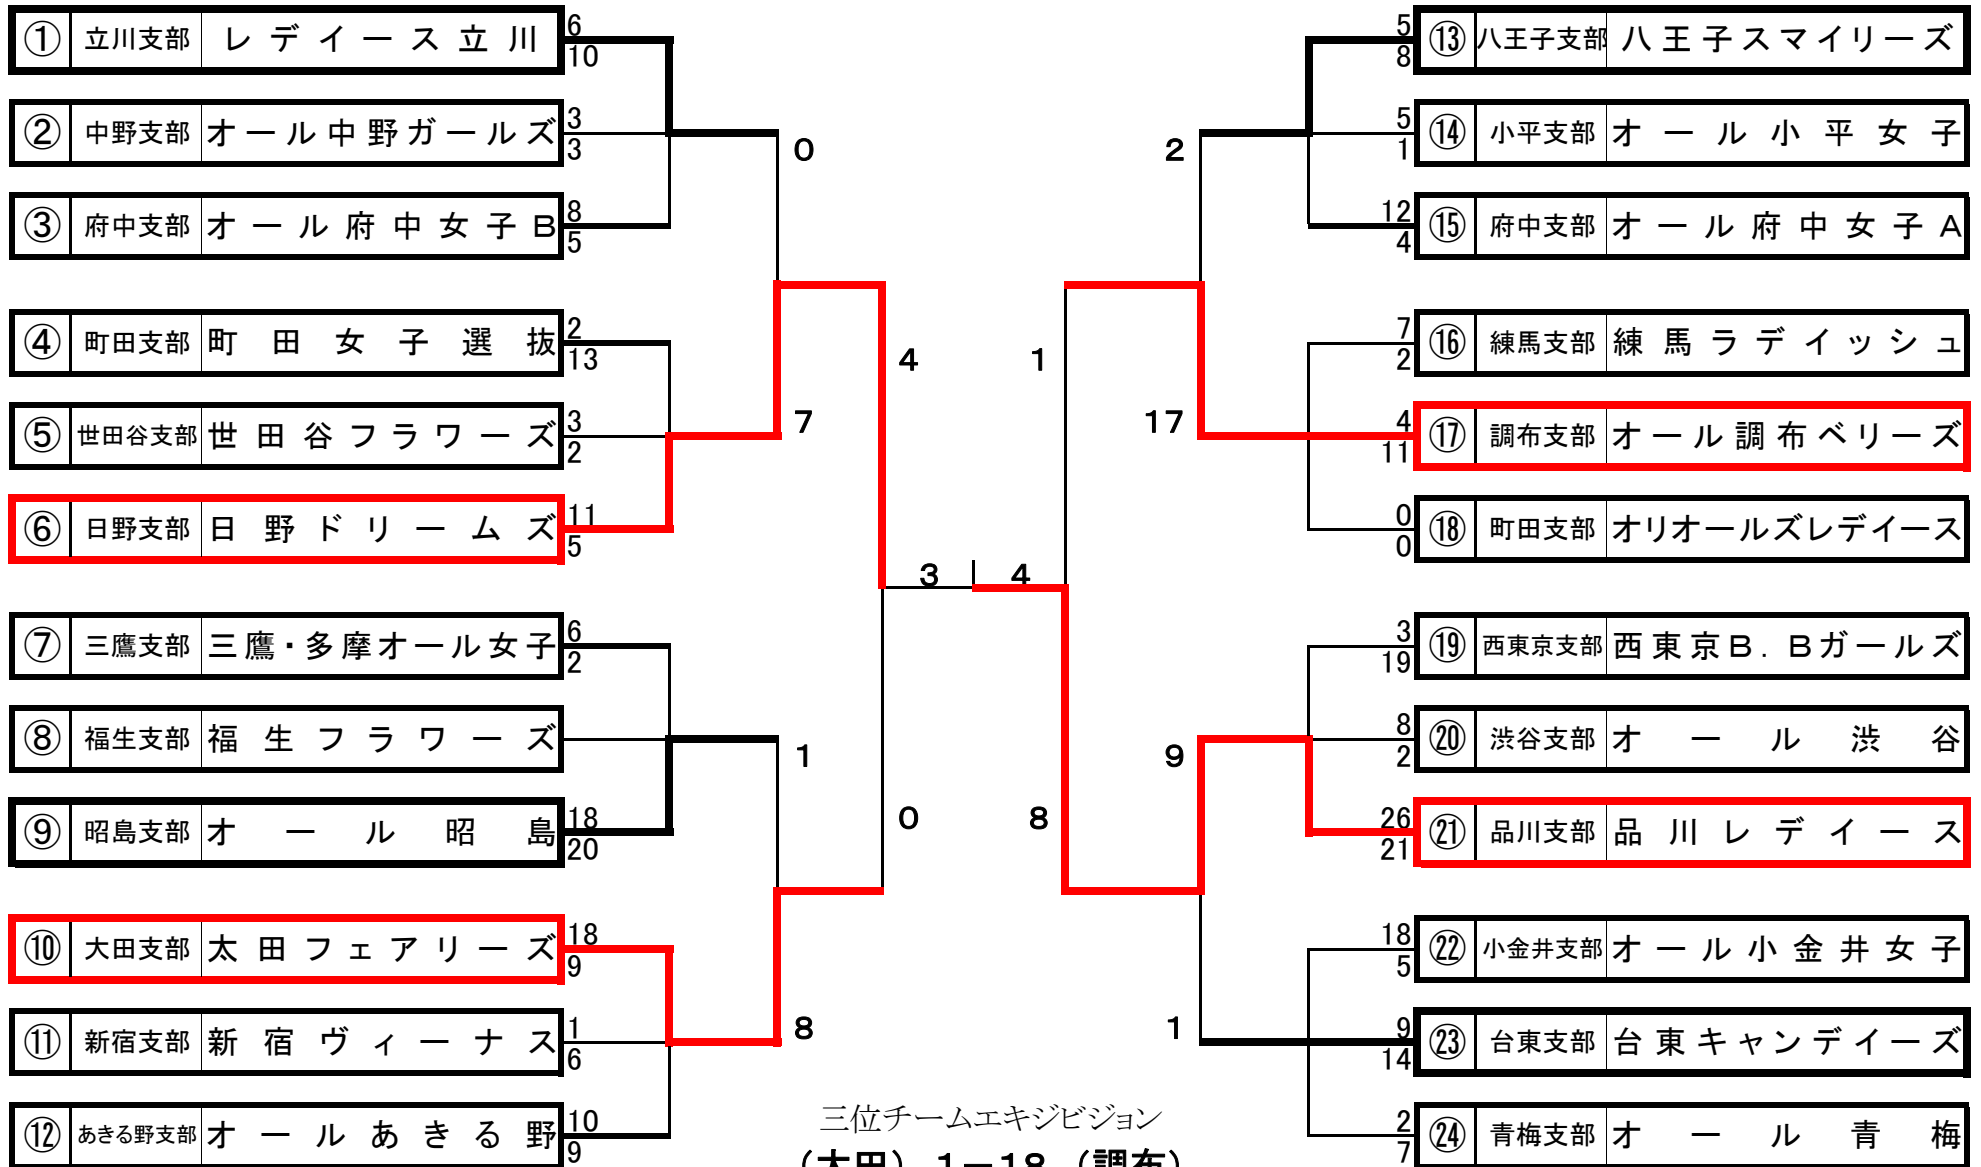 ① 立川支部 レデイース立川 6 10
② 中野支部 オール中野ガールズ 3 3
③ 府中支部 オール府中女子B 8 5
④ 町田支部 町田女子選抜 2 13
⑤ 世田谷支部 世田谷フラワーズ 3 2
⑥ 日野支部 日野ドリームズ 11 5
⑦ 三鷹支部 三鷹・多摩オール女子 6 2
⑧ 福生支部 福生フラワーズ
⑨ 昭島支部 オール昭島 18 20
⑩ 大田支部 太田フェアリーズ 18 9
⑪ 新宿支部 新宿ヴィーナス 1 6
⑫ あきる野支部 オールあきる野 10 9
0
7
1
8
4
0
3 4
1
8
2
17
9
1
5 8 ⑬ 八王子支部 八王子スマイリーズ
5 1 ⑭ 小平支部 オール小平女子
12 4 ⑮ 府中支部 オール府中女子A
7 2 ⑯ 練馬支部 練馬ラデイッシュ
4 11 ⑰ 調布支部 オール調布ベリーズ
0 0 ⑱ 町田支部 オリオールズレデイース
3 19 ⑲ 西東京支部 西東京B．Bガールズ
8 2 ⑳ 渋谷支部 オール渋谷
26 21 ㉑ 品川支部 品川レデイース
18 5 ㉒ 小金井支部 オール小金井女子
9 14 ㉓ 台東支部 台東キャンデイーズ
2 7 ㉔ 青梅支部 オール青梅
三位チームエキジビジョン
（大田） 1－18 （調布）